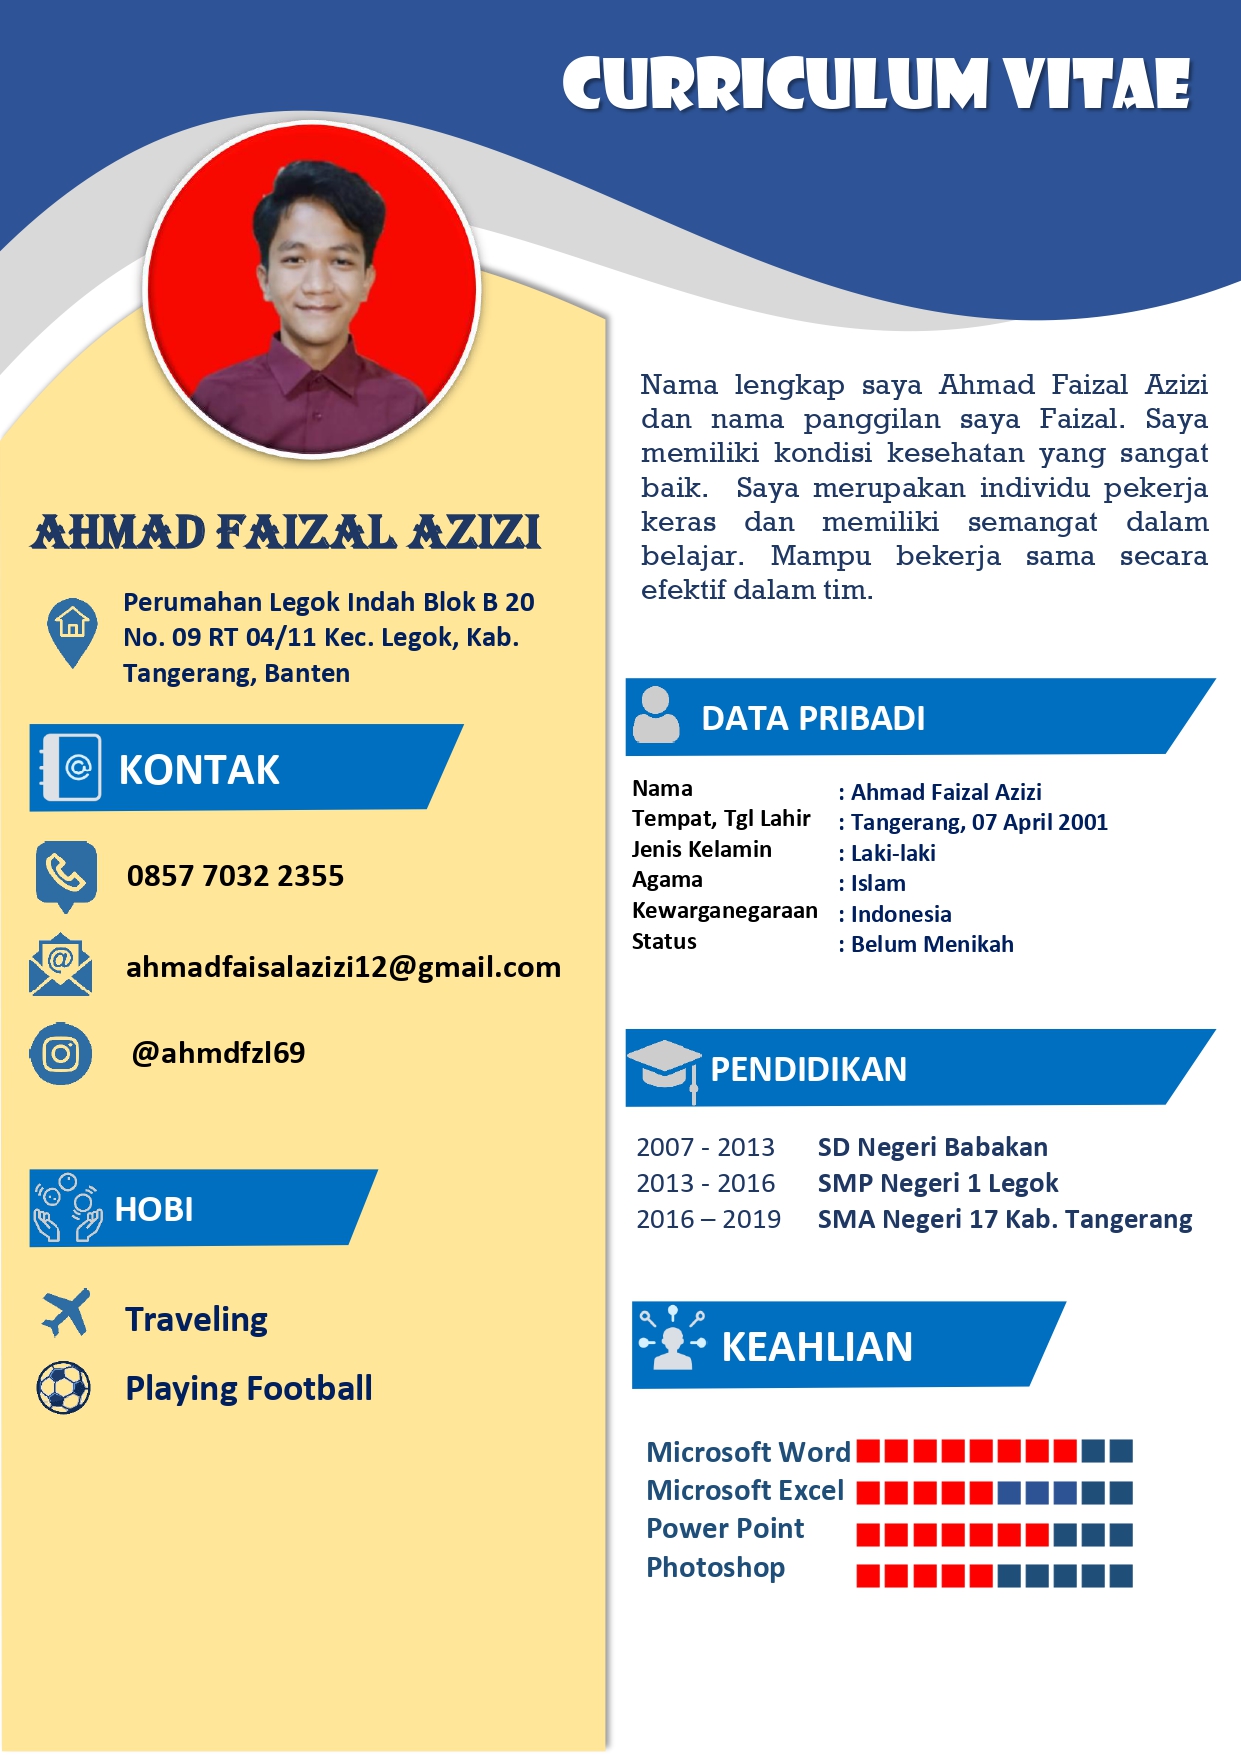 CURRICULUM VITAE
AHMAD FAIZAL AZIZI
Perumahan Legok Indah Blok B 20
No. 09 RT 04/11 Kec. Legok, Kab.
Tangerang, Banten
KONTAK
0857 7032 2355
@
ahmadfaisalazizi12@gmail.com
@ahmdfzl69
HOBI
Traveling
Playing Football
Nama lengkap saya Ahmad Faizal Azizi
dan nama panggilan saya Faizal. Saya
memiliki kondisi kesehatan yang sangat
baik. Saya merupakan individu pekerja
keras dan memiliki semangat dalam
belajar. Mampu bekerja sama secara
efektif dalam tim.
DATA PRIBADI
Nama : Ahmad Faizal Azizi
Tempat, Tgl Lahir : Tangerang, 07 April 2001
Jenis Kelamin : Laki-laki
Agama : Islam
Kewarganegaraan : Indonesia
Status : Belum Menikah
PENDIDIKAN
2007 - 2013 SD Negeri Babakan
2013 - 2016 SMP Negeri 1 Legok
2016 – 2019 SMA Negeri 17 Kab. Tangerang
KEAHLIAN
Microsoft Word
Microsoft Excel
Power Point
Photoshop